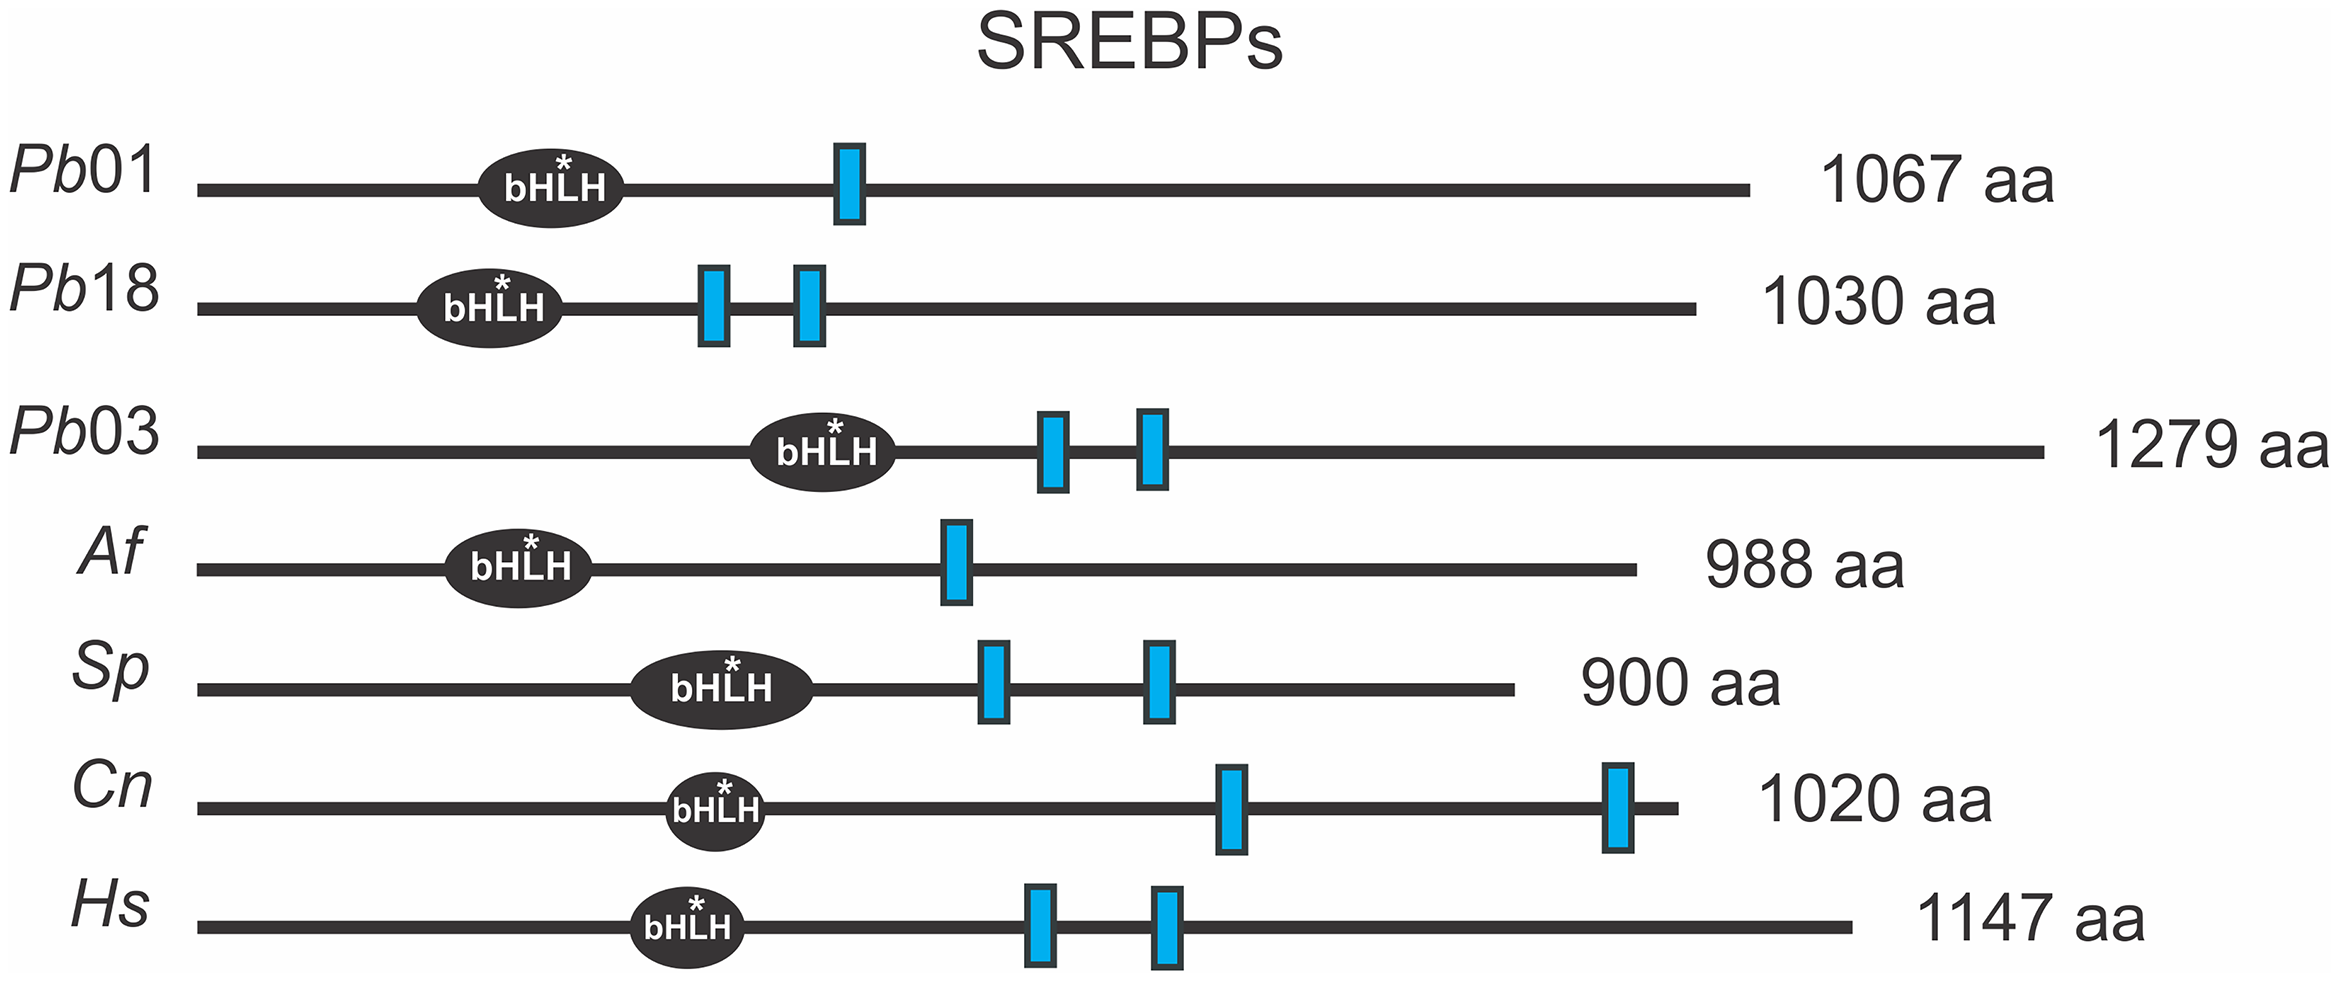 SREBPs
Pb01 bHLH* 1067 aa
Pb18 bHLH* 1030 aa
Pb03 bHLH* 1279 aa
Af bHLH* 988 aa
Sp bHLH* 900 aa
Cn bHLH* 1020 aa
Hs bHLH* 1147 aa